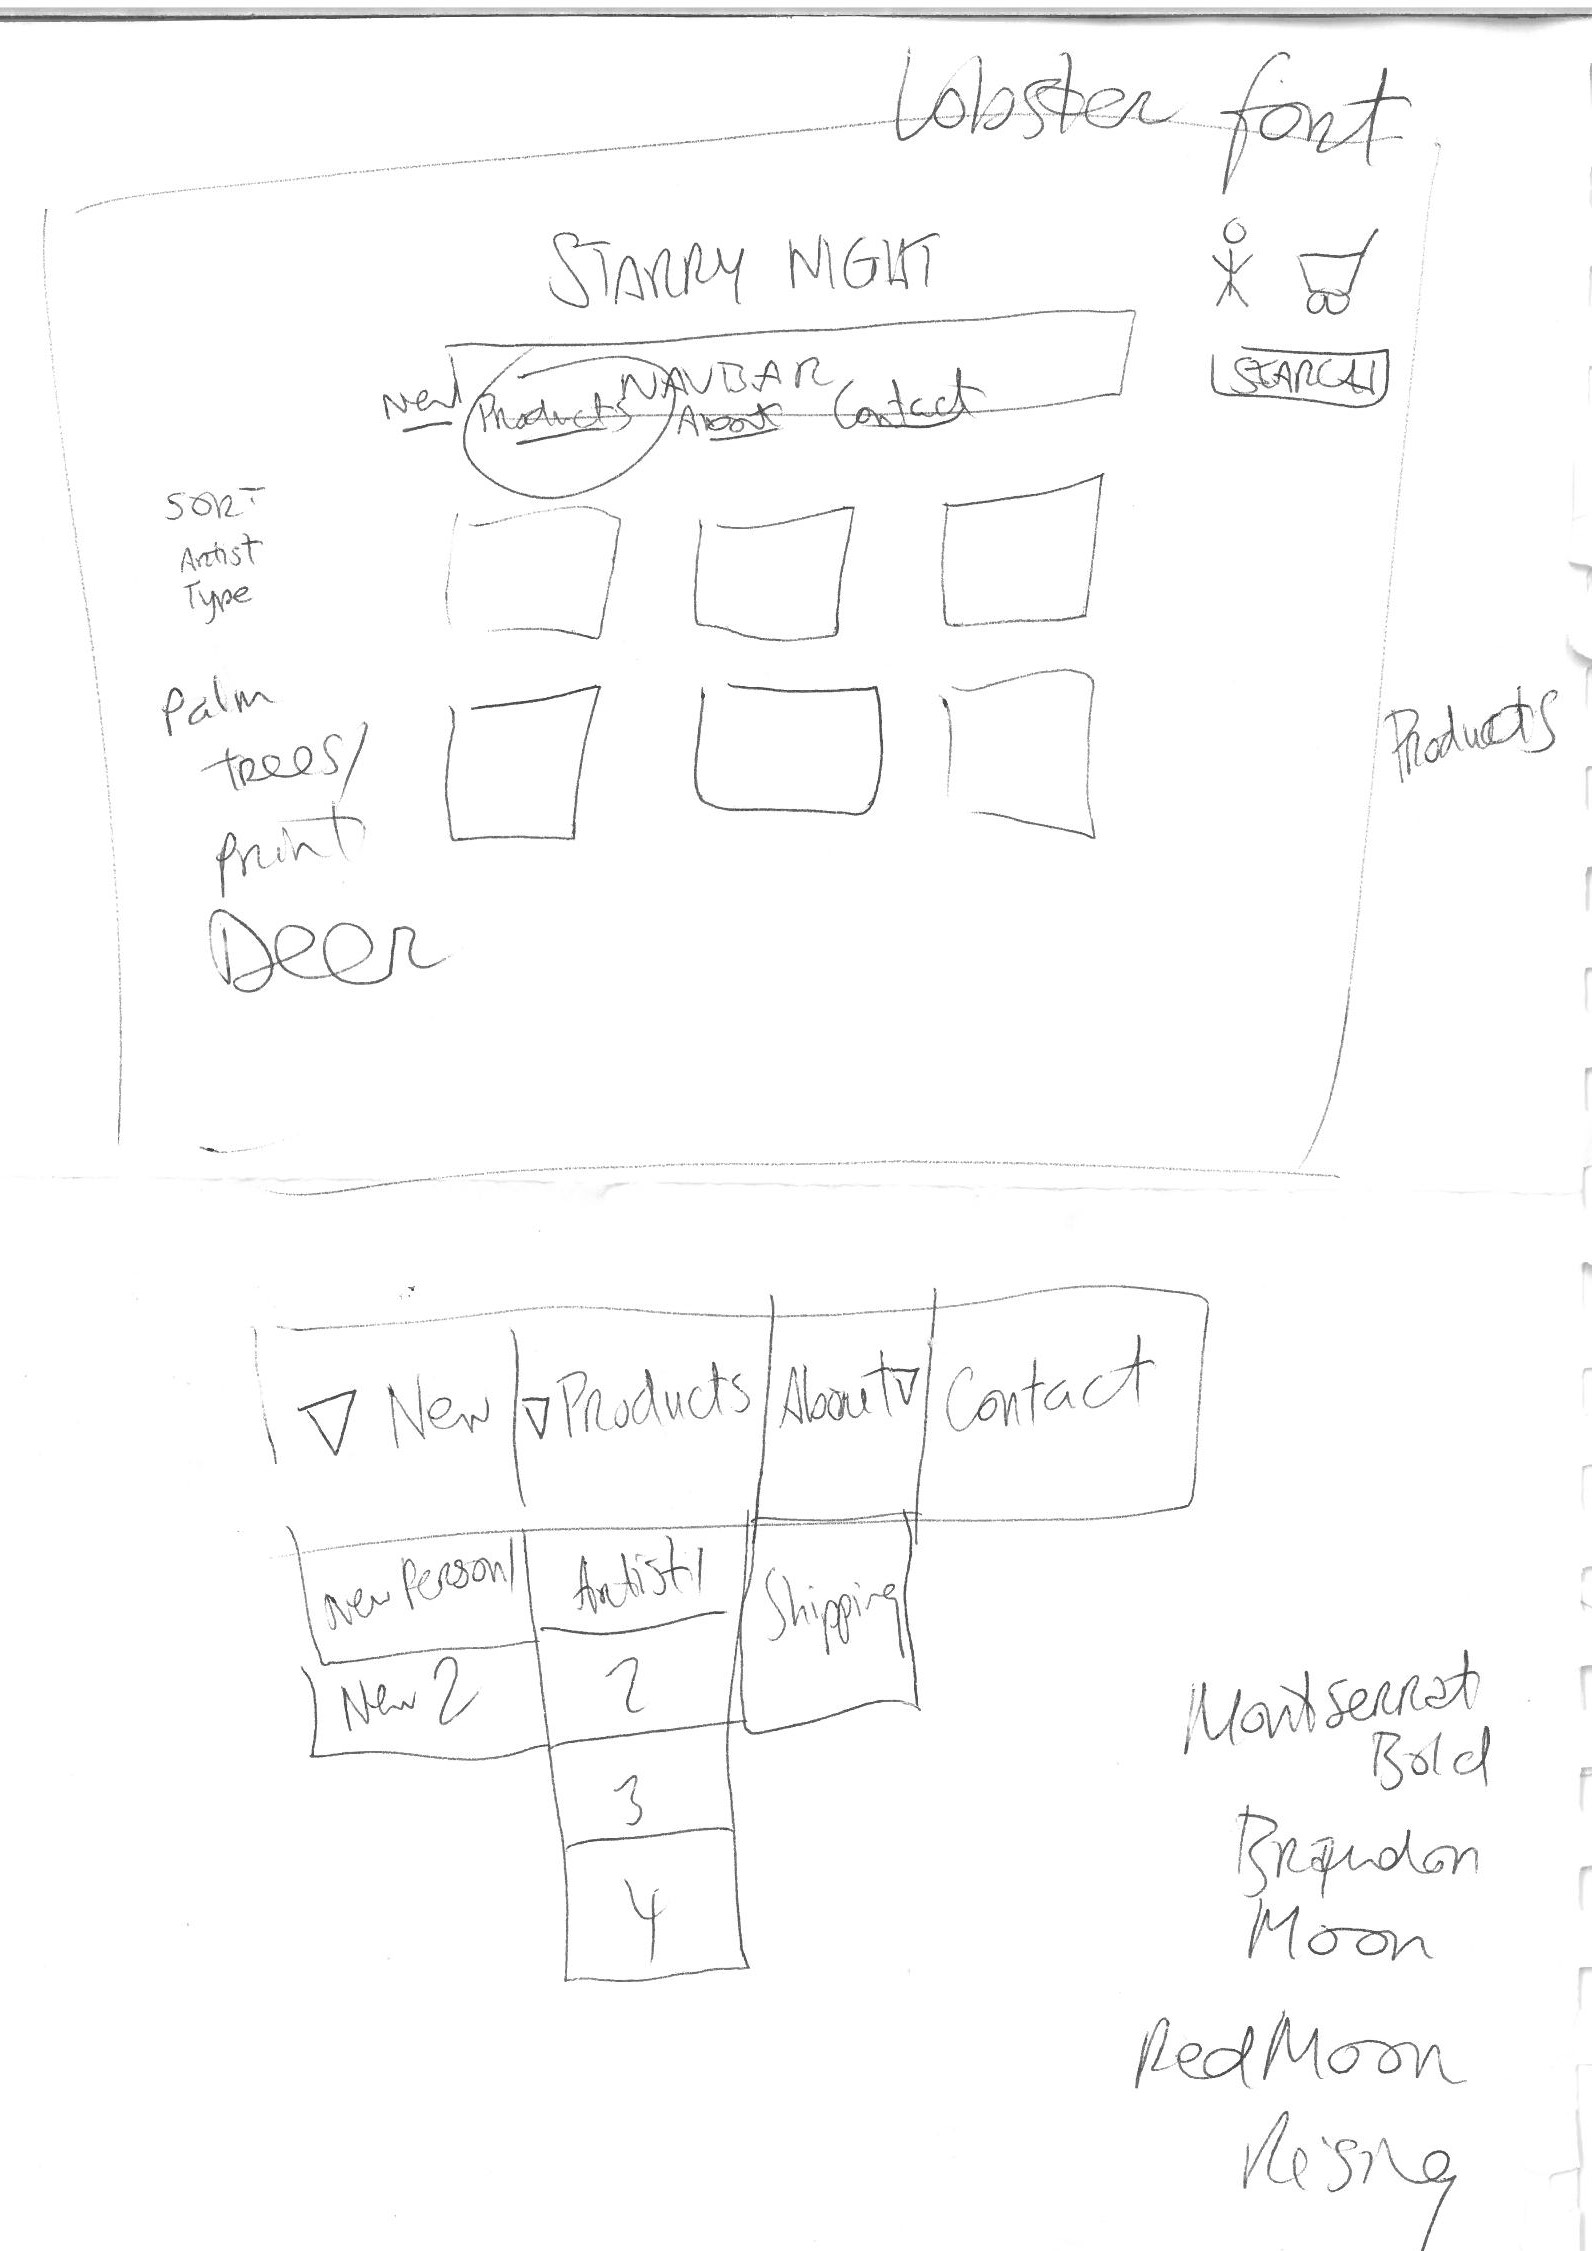 Lobster font
STARRY NIGHT
NAVBAR
SEARCH
New Products About Contact
SORT
Artist
Type
Palm
trees/
print
Deer
Products
New Products About Contact
New Person 1
New 2
Artist 1
2
3
4
Shipping
Montserrat
Bold
Brandon
Moon
Red Moon
Rising